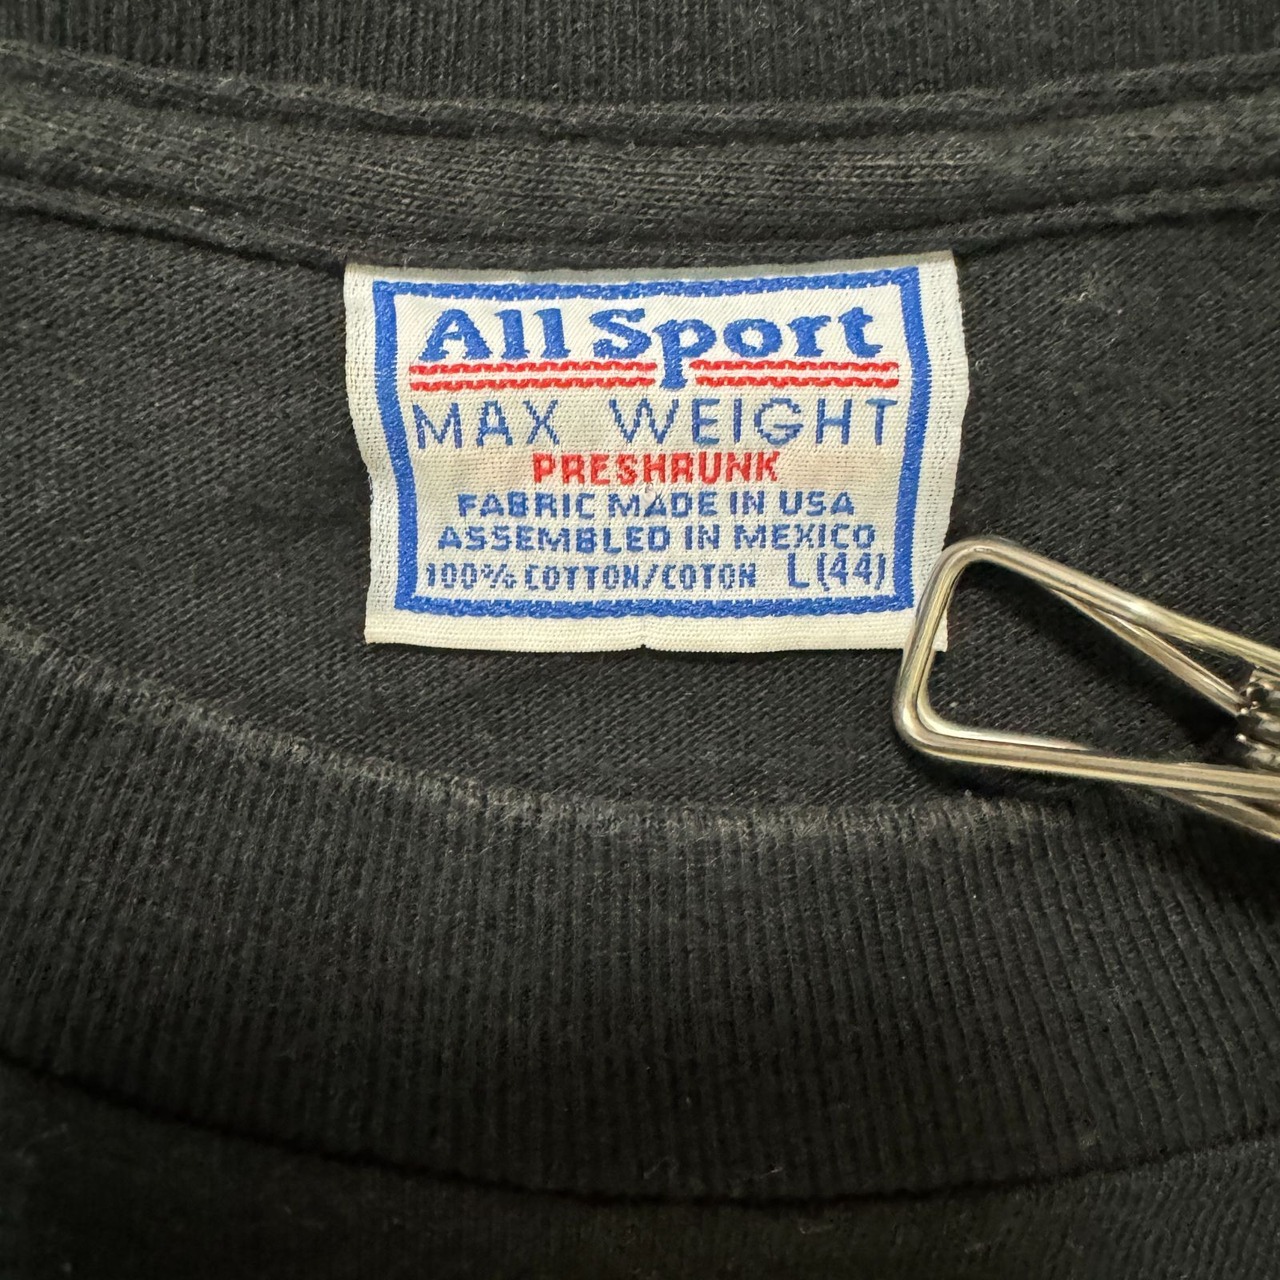 All Sport
MAX WEIGHT
PRESHRUNK
FABRIC MADE IN USA
ASSEMBLED IN MEXICO
100% COTTON/COTON L (44)